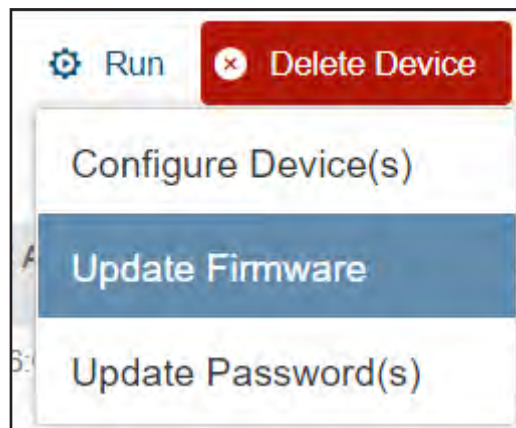 Run Delete Device
Configure Device(s)
Update Firmware
Update Password(s)